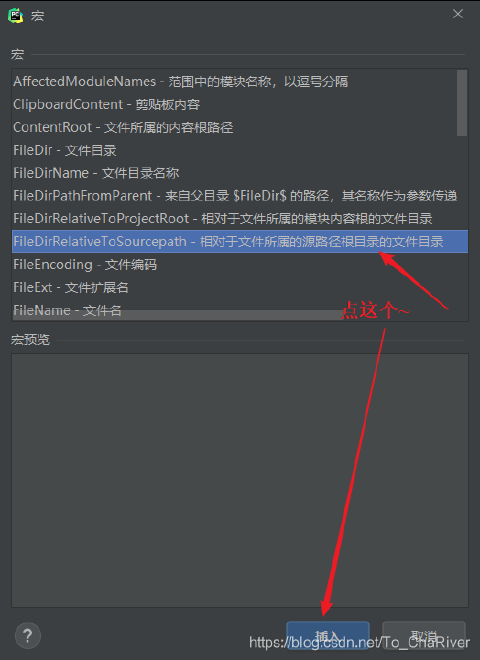 宏
宏
AffectedModuleNames - 范围中的模块名称，以逗号分隔
ClipboardContent - 剪贴板内容
ContentRoot - 文件所属的内容根路径
FileDir - 文件目录
FileDirName - 文件目录名称
FileDirPathFromParent - 来自父目录 $FileDir$ 的路径，其名称作为参数传递
FileDirRelativeToProjectRoot - 相对于文件所属的模块内容根的文件目录
FileDirRelativeToSourcepath - 相对于文件所属的源路径根目录的文件目录
FileEncoding - 文件编码
FileExt - 文件扩展名
FileName - 文件名
点这个~
宏预览
?
插入
取消
https://blog.csdn.net/To_ChaRiver